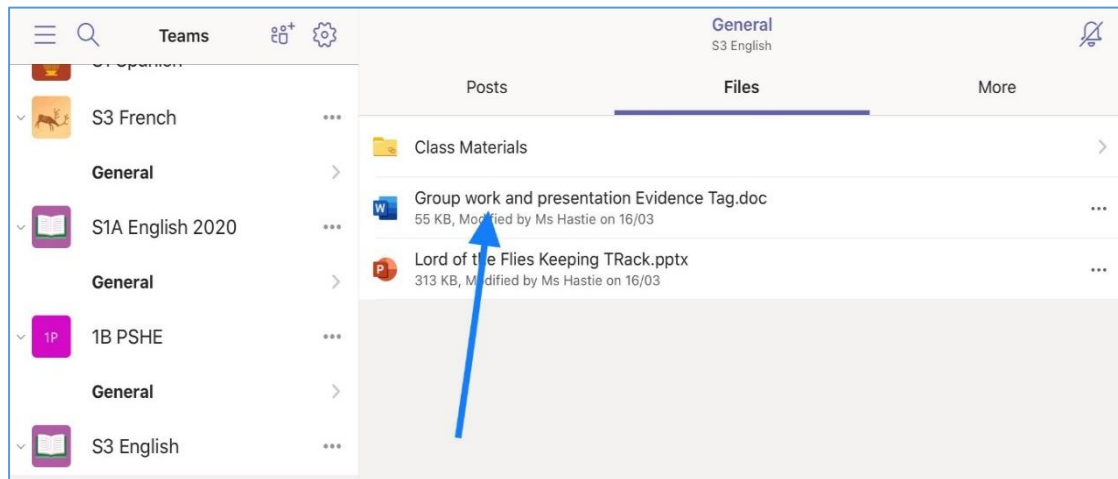 Teams
S3 French
General
S1A English 2020
General
1P
1B PSHE
General
S3 English
General
S3 English
Posts Files More
Class Materials
Group work and presentation Evidence Tag.doc
55 KB, Modified by Ms Hastie on 16/03
Lord of the Flies Keeping TRack.pptx
313 KB, Modified by Ms Hastie on 16/03